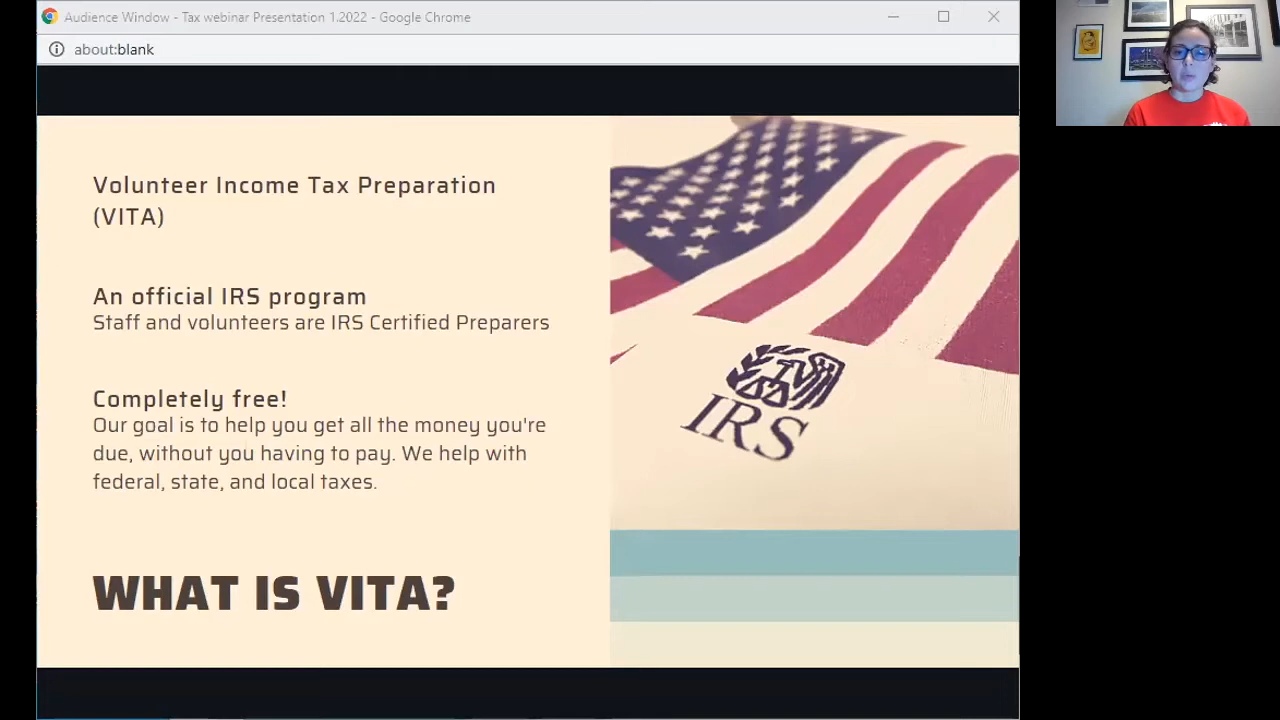 Audience Window - Tax webinar Presentation 1.2022 - Google Chrome
about:blank
Volunteer Income Tax Preparation
(VITA)
An official IRS program
Staff and volunteers are IRS Certified Preparers
Completely free!
Our goal is to help you get all the money you're
due, without you having to pay. We help with
federal, state, and local taxes.
WHAT IS VITA?
IRS